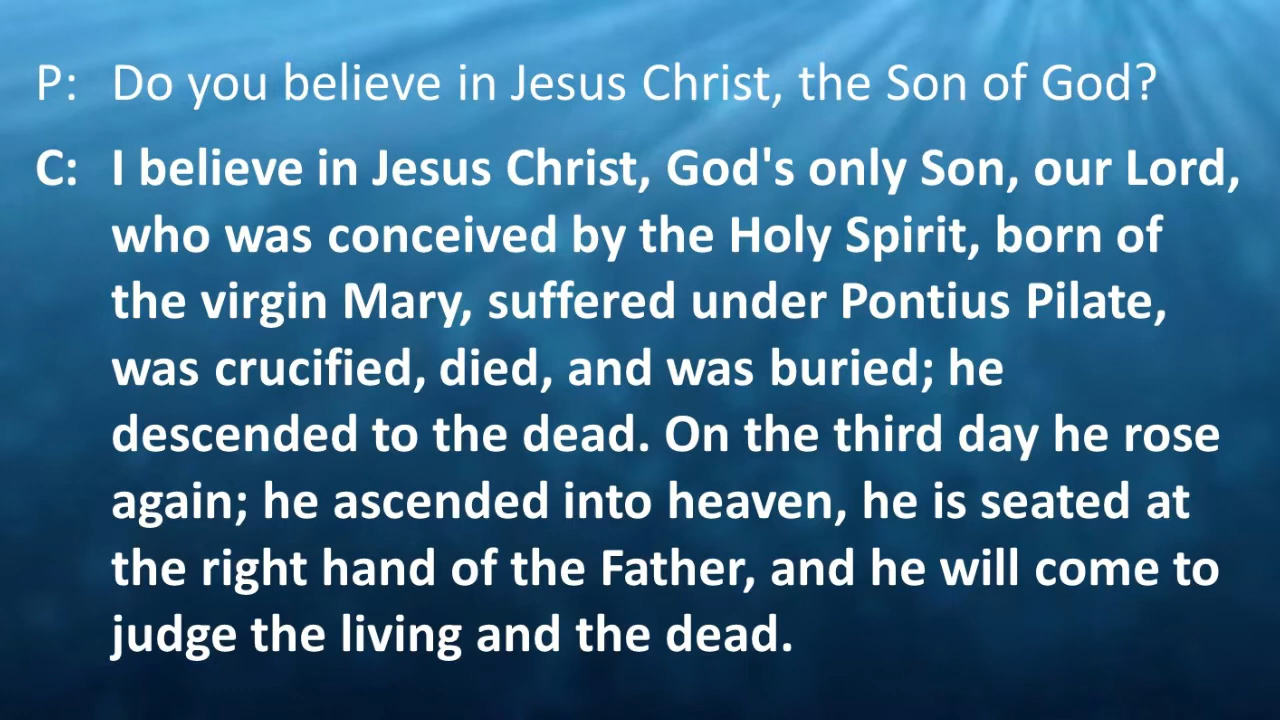 P: Do you believe in Jesus Christ, the Son of God?
C: I believe in Jesus Christ, God's only Son, our Lord,
who was conceived by the Holy Spirit, born of
the virgin Mary, suffered under Pontius Pilate,
was crucified, died, and was buried; he
descended to the dead. On the third day he rose
again; he ascended into heaven, he is seated at
the right hand of the Father, and he will come to
judge the living and the dead.